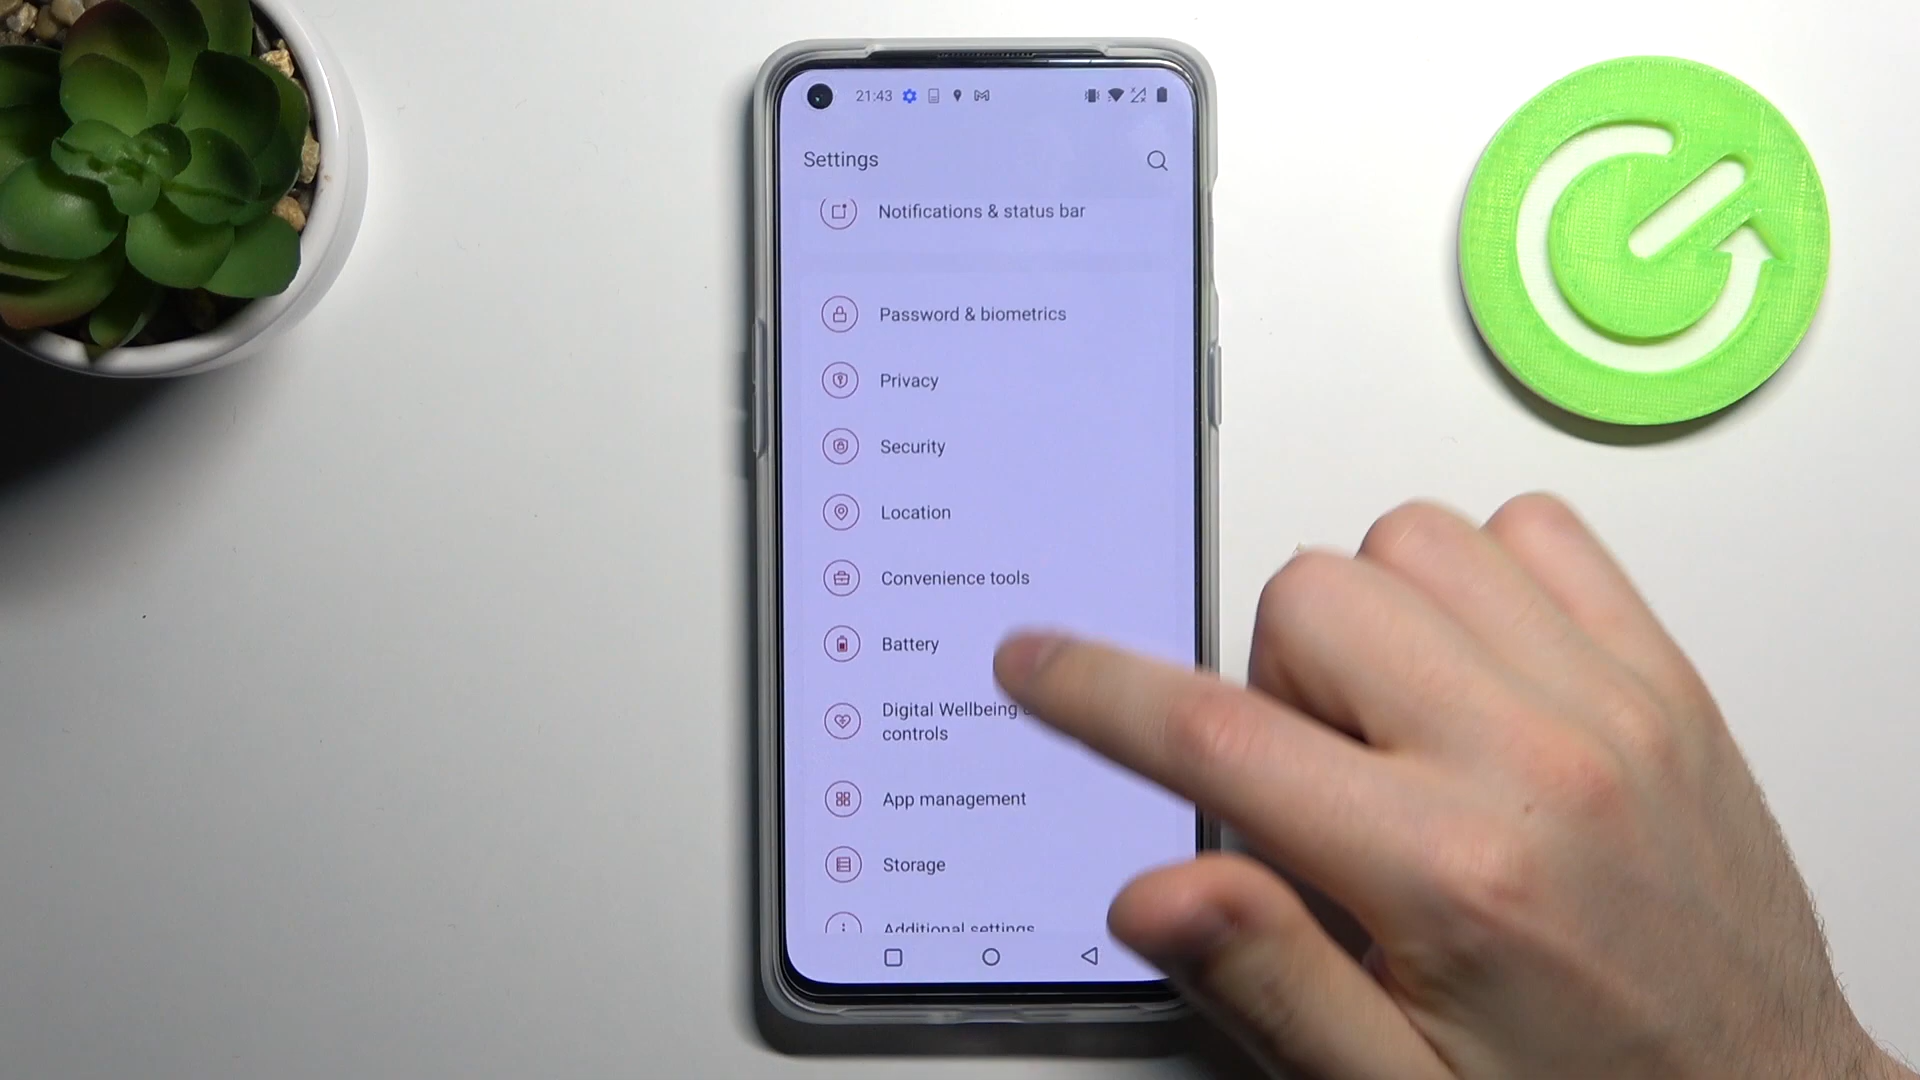 21:43
Settings
Notifications & status bar
Password & biometrics
Privacy
Security
Location
Convenience tools
Battery
Digital Wellbeing
controls
App management
Storage
Additional settings